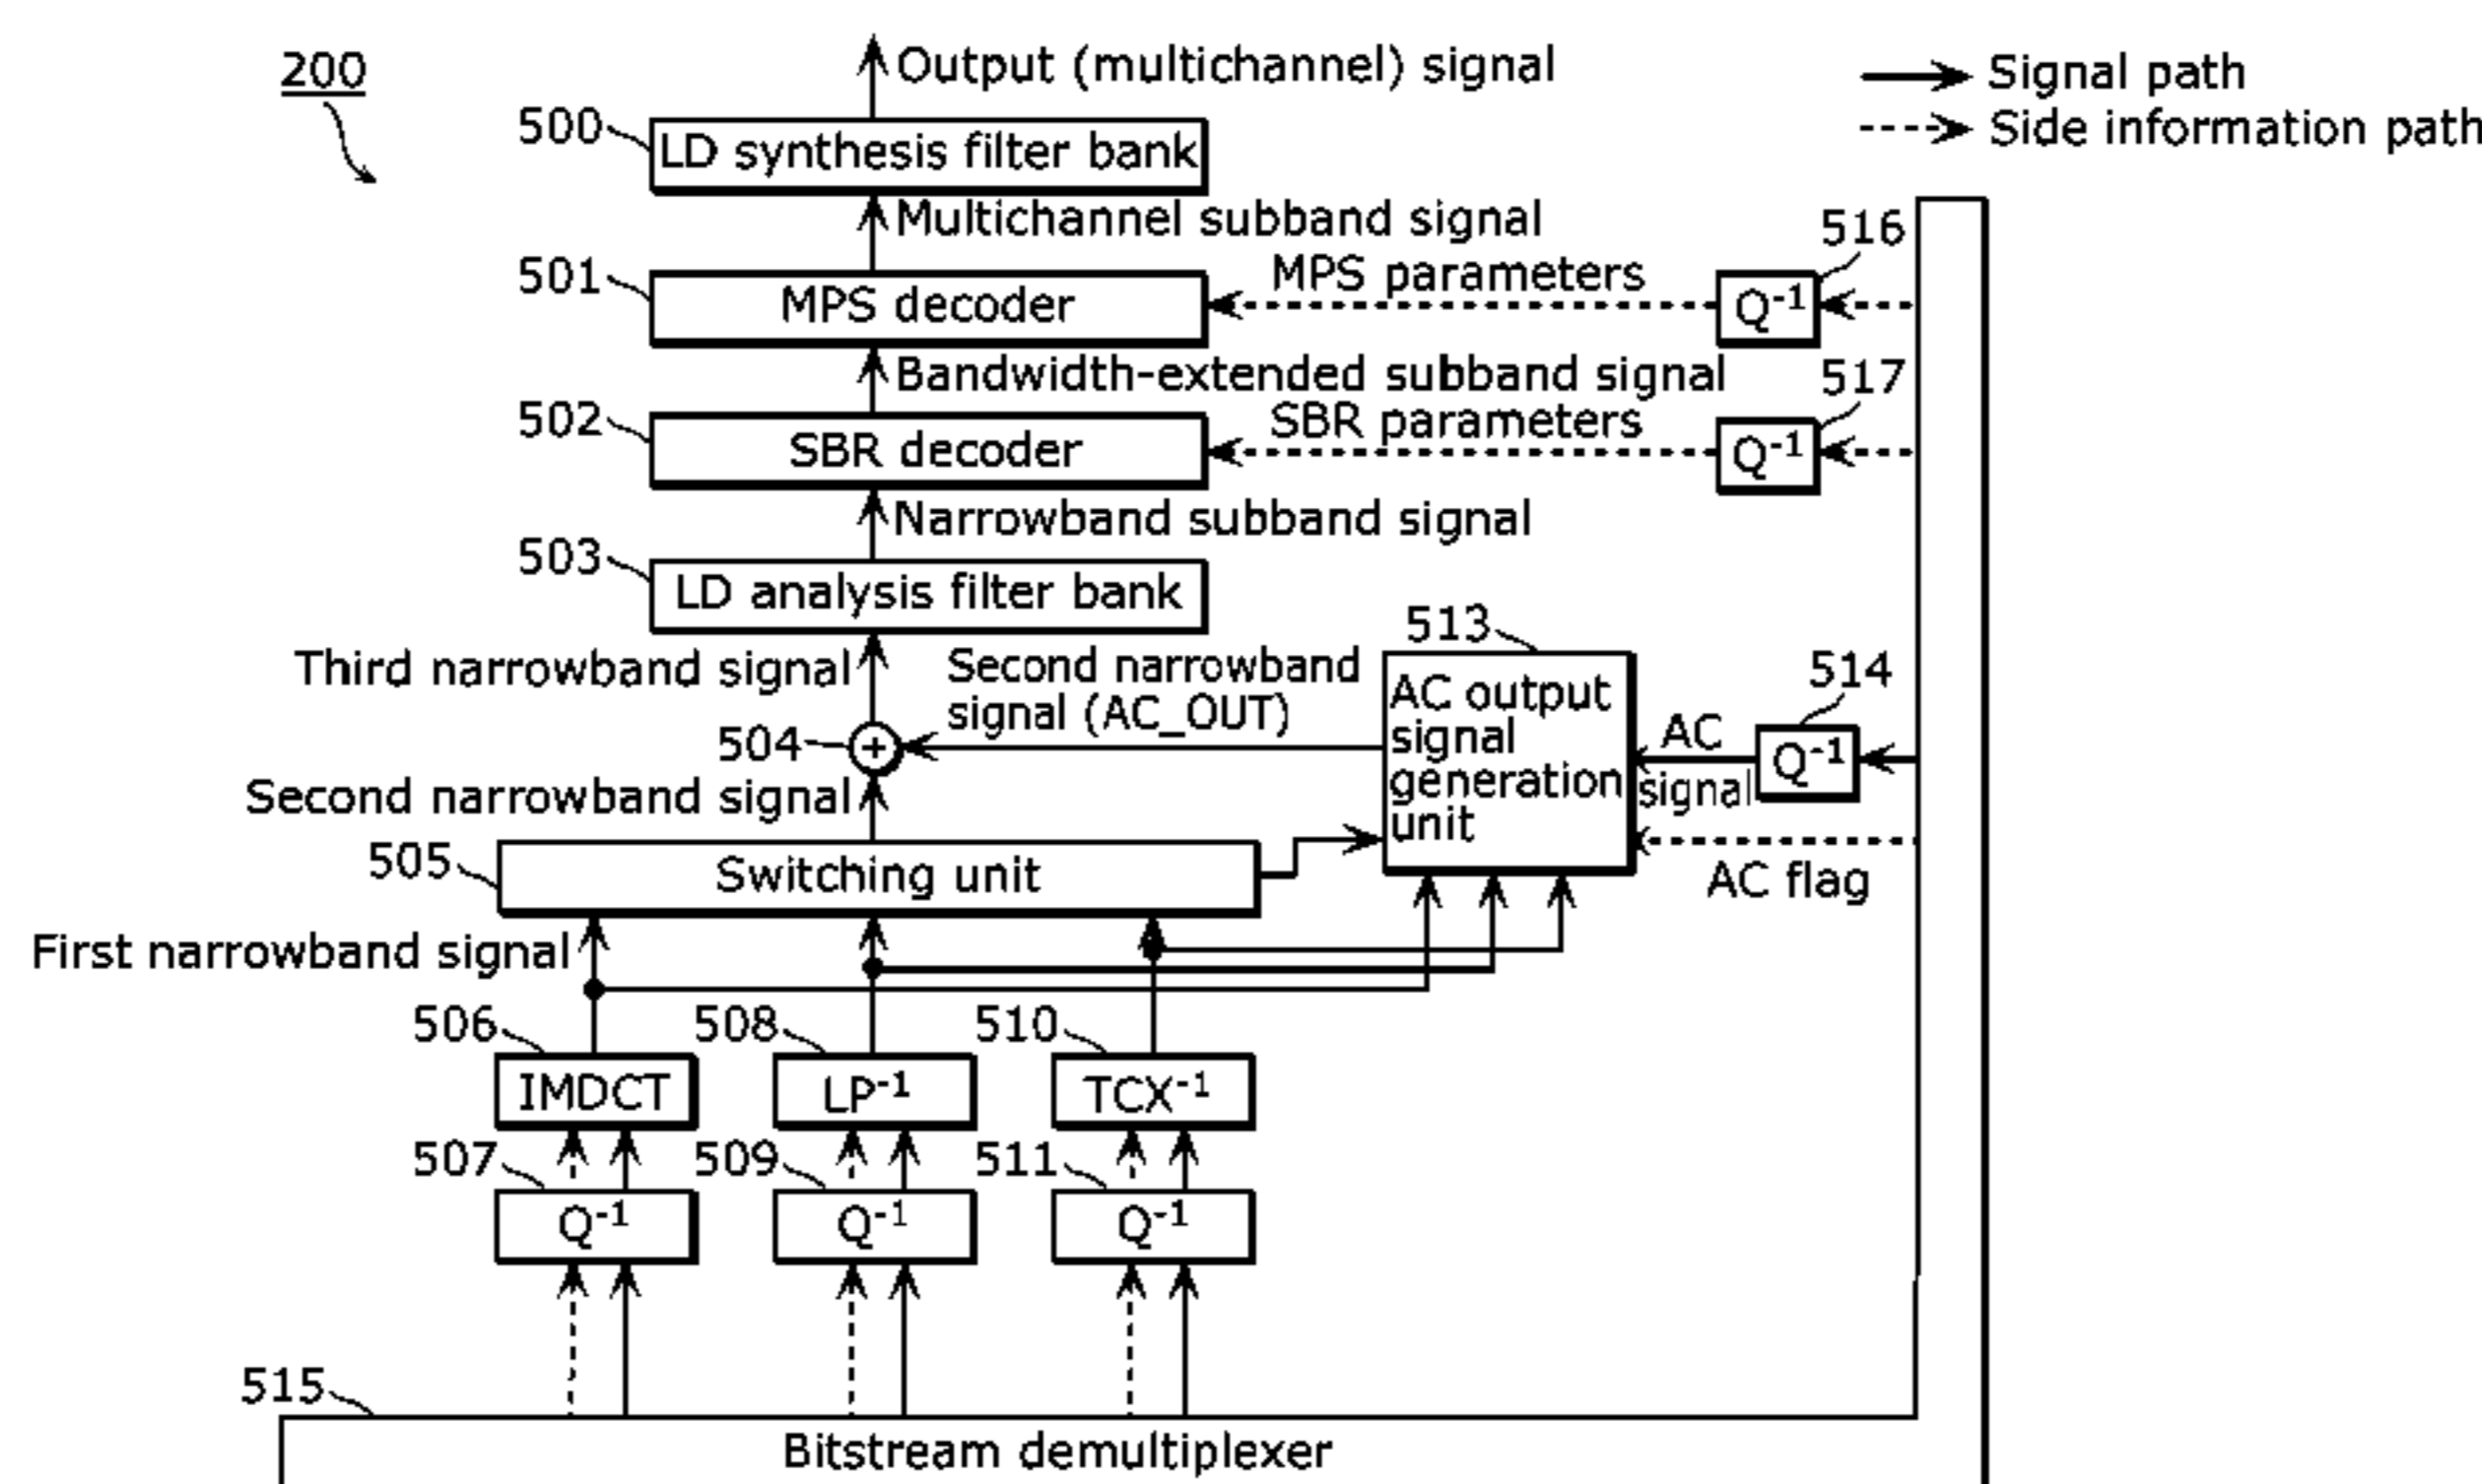 200
Output (multichannel) signal
Signal path
Side information path
500
LD synthesis filter bank
Multichannel subband signal
516
501
MPS decoder
MPS parameters
Q-1
Bandwidth-extended subband signal
517
502
SBR decoder
SBR parameters
Q-1
Narrowband subband signal
503
LD analysis filter bank
513
Third narrowband signal
Second narrowband
signal (AC_OUT)
AC output
signal
generation
unit
514
AC
signal
Q-1
504
+
Second narrowband signal
505
Switching unit
AC flag
First narrowband signal
506
508
510
IMDCT
LP-1
TCX-1
507
509
511
Q-1
Q-1
Q-1
515
Bitstream demultiplexer